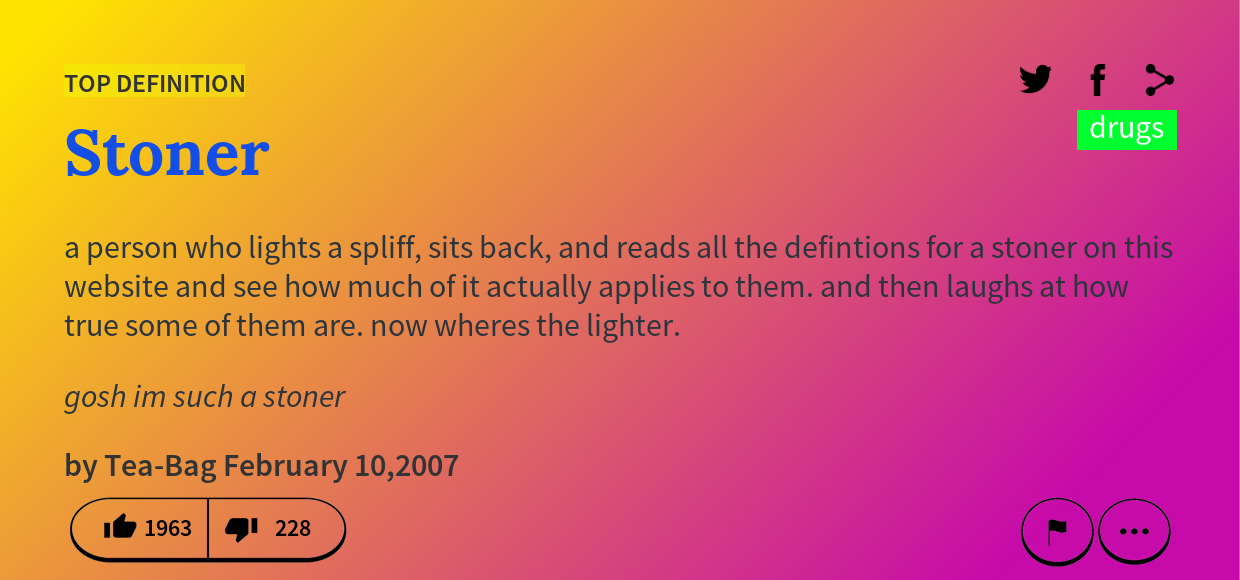 TOP DEFINITION
drugs
Stoner
a person who lights a spliff, sits back, and reads all the defintions for a stoner on this
website and see how much of it actually applies to them. and then laughs at how
true some of them are. now wheres the lighter.
gosh im such a stoner
by Tea-Bag February 10,2007
1963 228